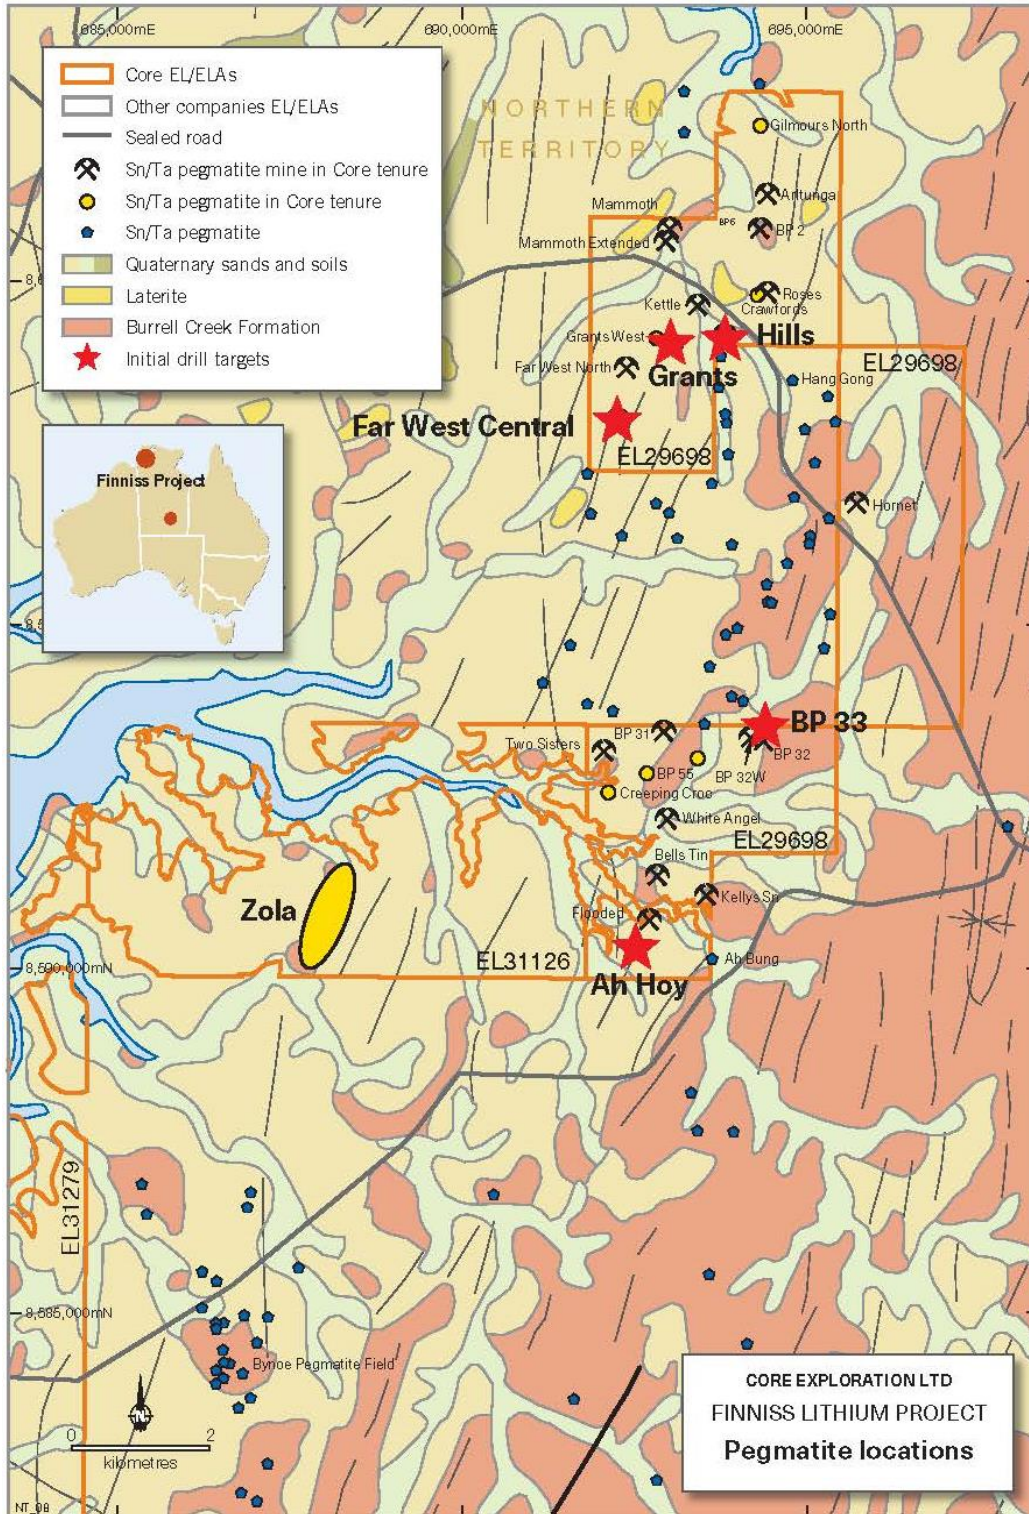 685,000mE
690,000mE
695,000mE
Core EL/ELAs
Other companies EL/ELAs
Sealed road
Sn/Ta pegmatite mine in Core tenure
Sn/Ta pegmatite in Core tenure
Sn/Ta pegmatite
Quaternary sands and soils
Laterite
Burrell Creek Formation
Initial drill targets
NORTHERN
TERRITORY
Gilmours North
Mammoth
BP6
BP 2
Mammoth Extended
Kettle
Roses
Crawfords
Grants West
Hills
Far West North
Grants
EL29698
Hang Gong
Far West Central
EL29698
Finniss Project
Hornet
BP 33
BP 31
Two Sisters
BP 32
BP 55
BP 32W
Creeping Croc
White Angel
EL29698
Bells Tin
Kellys Sn
Zola
Flooded
EL31126
Ah Bung
8,590,000mN
Ah Hoy
EL31279
8,585,000mN
Bynoe Pegmatite Field
N
0 2
kilometres
CORE EXPLORATION LTD
FINNISS LITHIUM PROJECT
Pegmatite locations